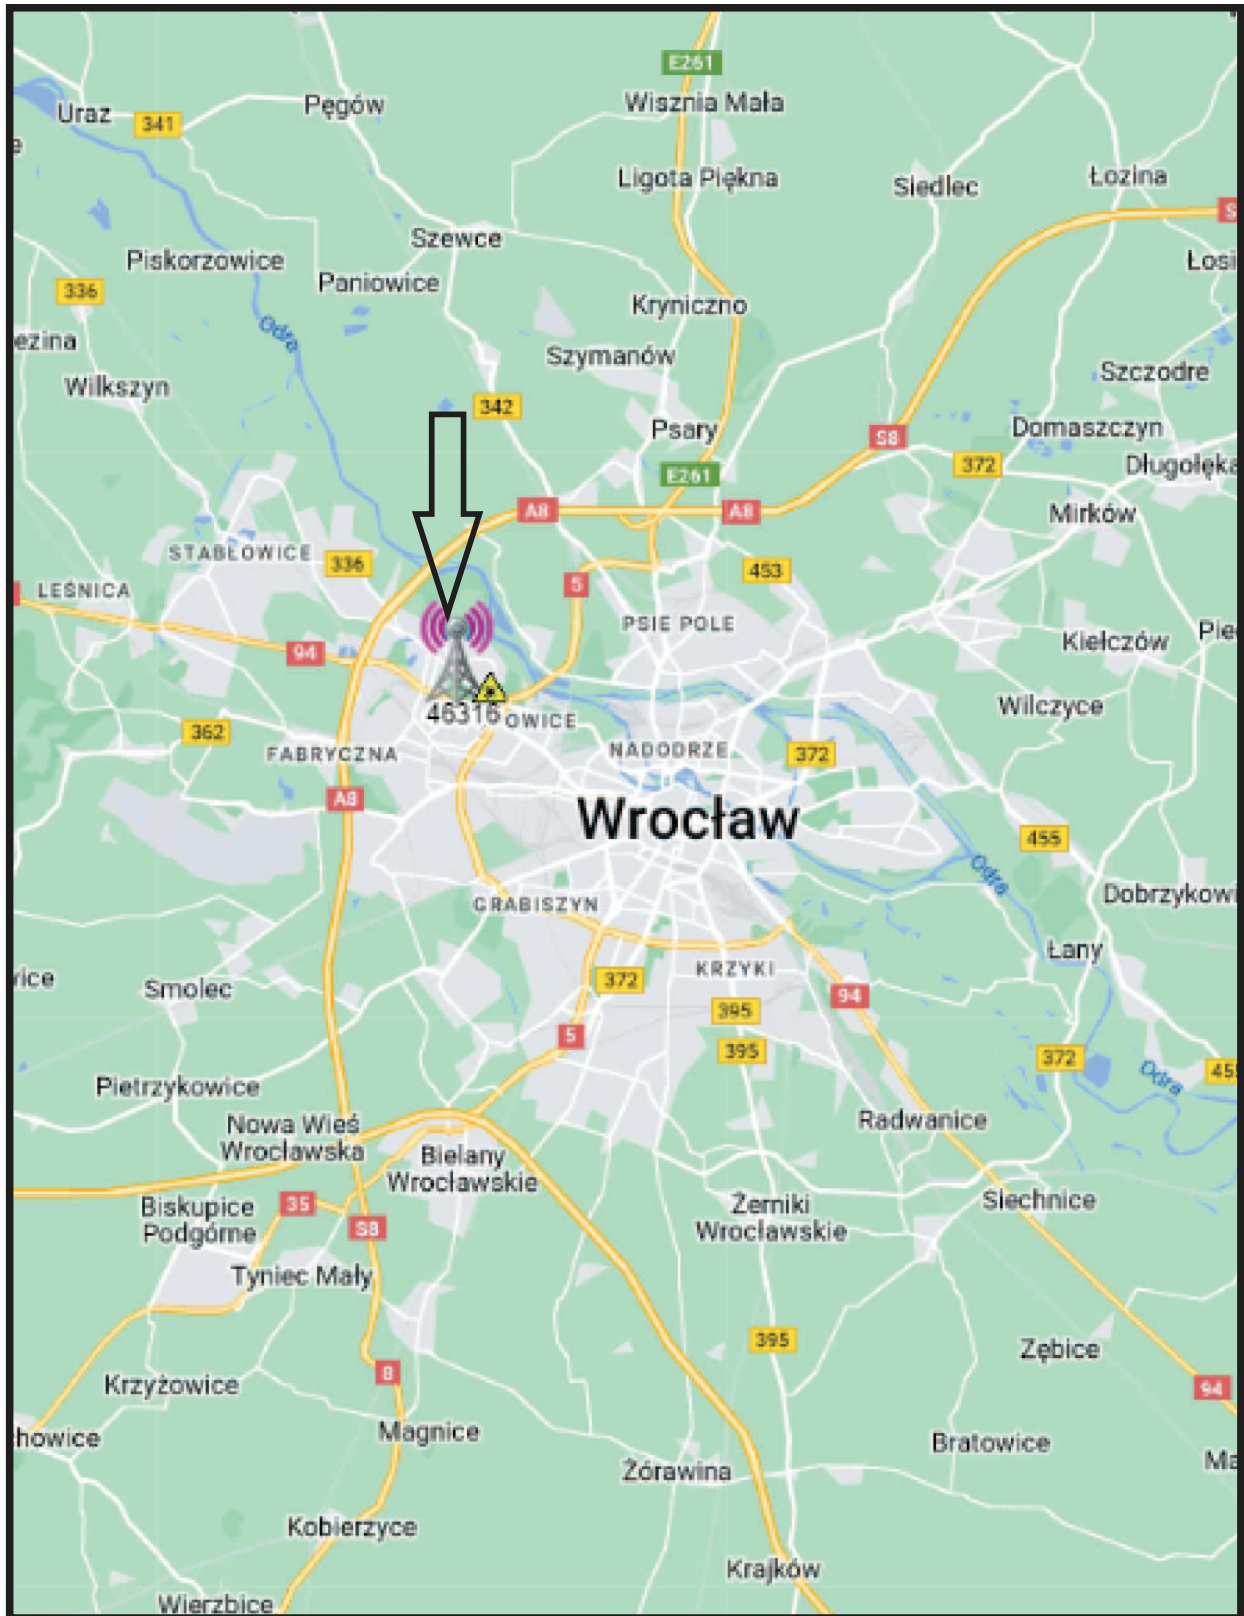 E261
Wisznia Mała
Uraz
341
Pęgów
Ligota Piękna
Siedlec
Łozina
Szewce
Piskorzowice
Paniowice
336
Odra
Kryniczno
Szymanów
ezina
Wilkszyn
Szczodre
342
Psary
S8
Domaszczyn
372
Długołęka
E261
A8
A8
Mirków
STABŁOWICE
336
453
LEŚNICA
5
PSIE POLE
Kiełczów
94
Wilczyce
46316
OWICE
362
FABRYCZNA
NADODRZE
372
A8
Wrocław
455
Odra
GRABISZYN
Dobrzykowi
Łany
KRZYKI
372
94
395
395
Smolec
5
372
Odra
Pietrzykowice
Nowa Wieś
Wrocławska
Radwanice
Bielany
Wrocławskie
Biskupice
Podgórne
35
S8
Żerniki
Wrocławskie
Siechnice
Tyniec Mały
395
Zębice
8
94
Krzyżowice
howice
Magnice
Bratowice
Żórawina
Kobierzyce
Krajków
Wierzbice